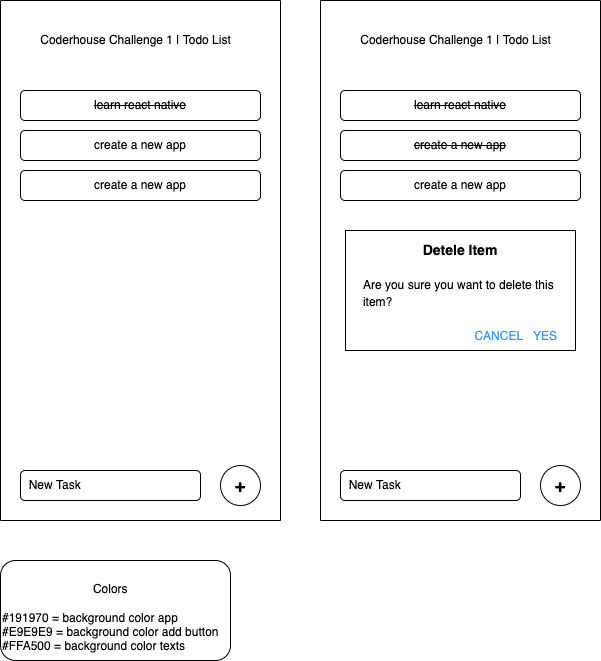 Coderhouse Challenge 1 | Todo List
learn react native
create a new app
create a new app
New Task
+
Coderhouse Challenge 1 | Todo List
learn react native
create a new app
create a new app
Detele Item
Are you sure you want to delete this
item?
CANCEL YES
New Task
+
Colors
#191970 = background color app
#E9E9E9 = background color add button
#FFA500 = background color texts